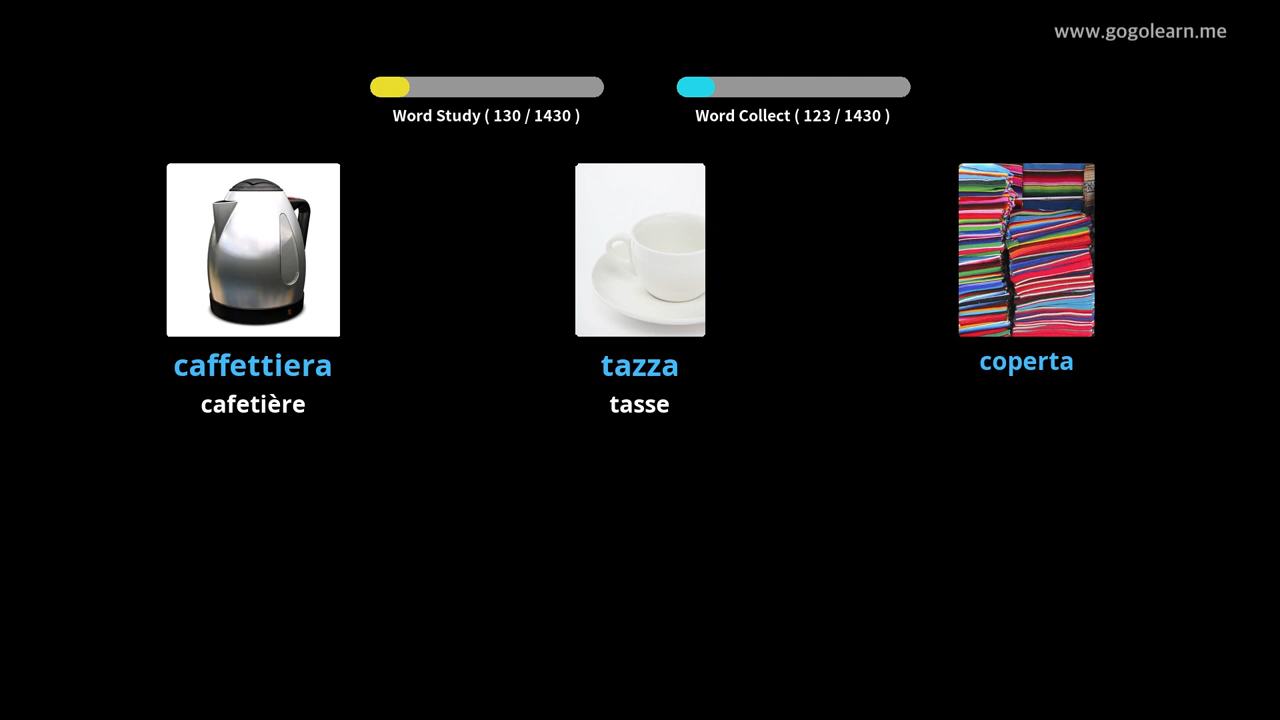 www.gogolearn.me
Word Study ( 130 / 1430 )
Word Collect ( 123 / 1430 )
caffettiera
cafetière
tazza
tasse
coperta